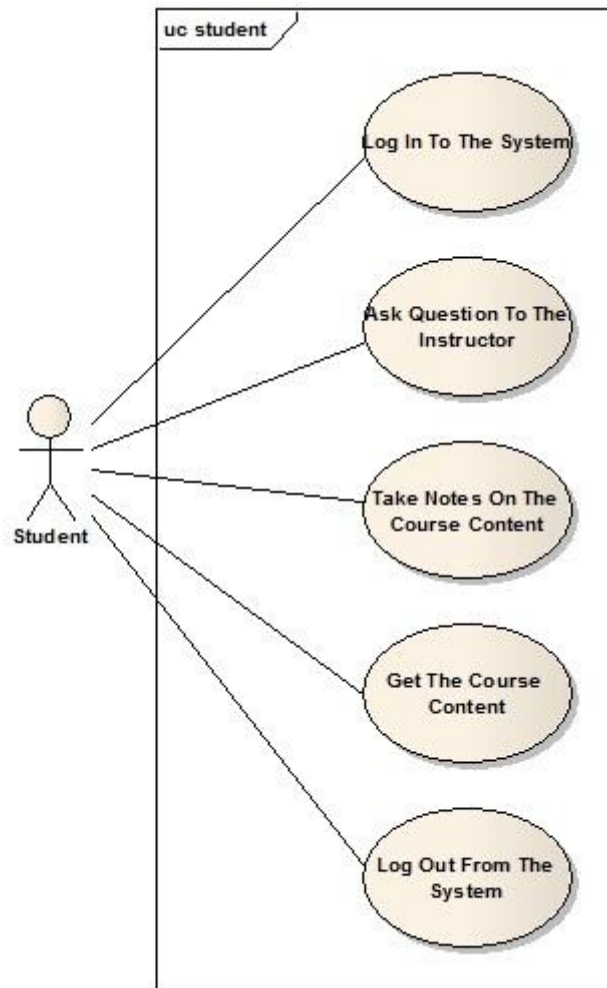 uc student
Log In To The System
Ask Question To The
Instructor
Take Notes On The
Course Content
Student
Get The Course
Content
Log Out From The
System